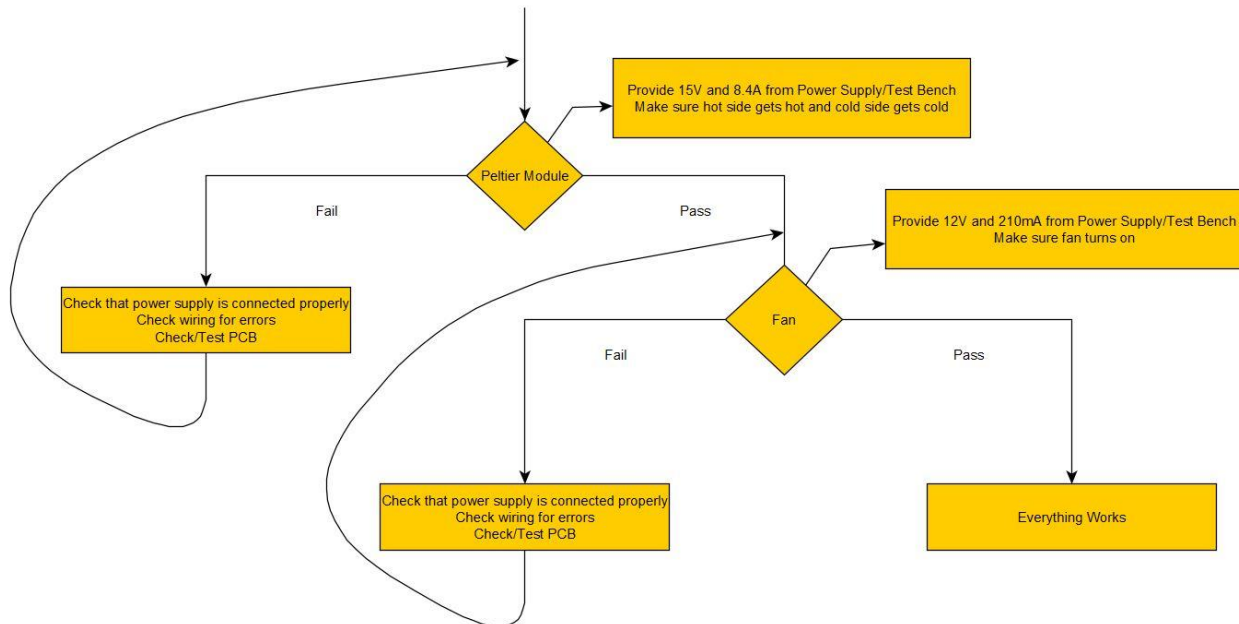 Provide 15V and 8.4A from Power Supply/Test Bench
Make sure hot side gets hot and cold side gets cold
Peltier Module
Fail
Pass
Provide 12V and 210mA from Power Supply/Test Bench
Make sure fan turns on
Check that power supply is connected properly
Check wiring for errors
Check/Test PCB
Fan
Fail
Pass
Check that power supply is connected properly
Check wiring for errors
Check/Test PCB
Everything Works